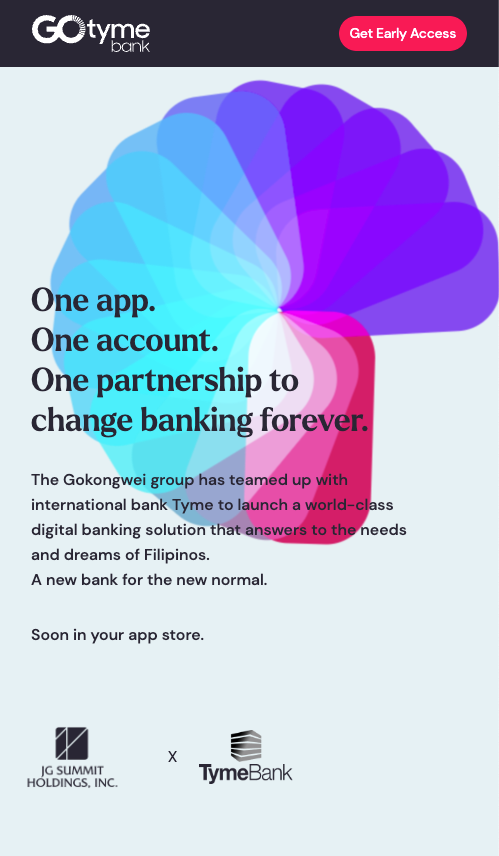 GOtyme
bank
Get Early Access
One app.
One account.
One partnership to
change banking forever.
The Gokongwei group has teamed up with
international bank Tyme to launch a world-class
digital banking solution that answers to the needs
and dreams of Filipinos.
A new bank for the new normal.
Soon in your app store.
JG SUMMIT
HOLDINGS, INC.
X
TymeBank